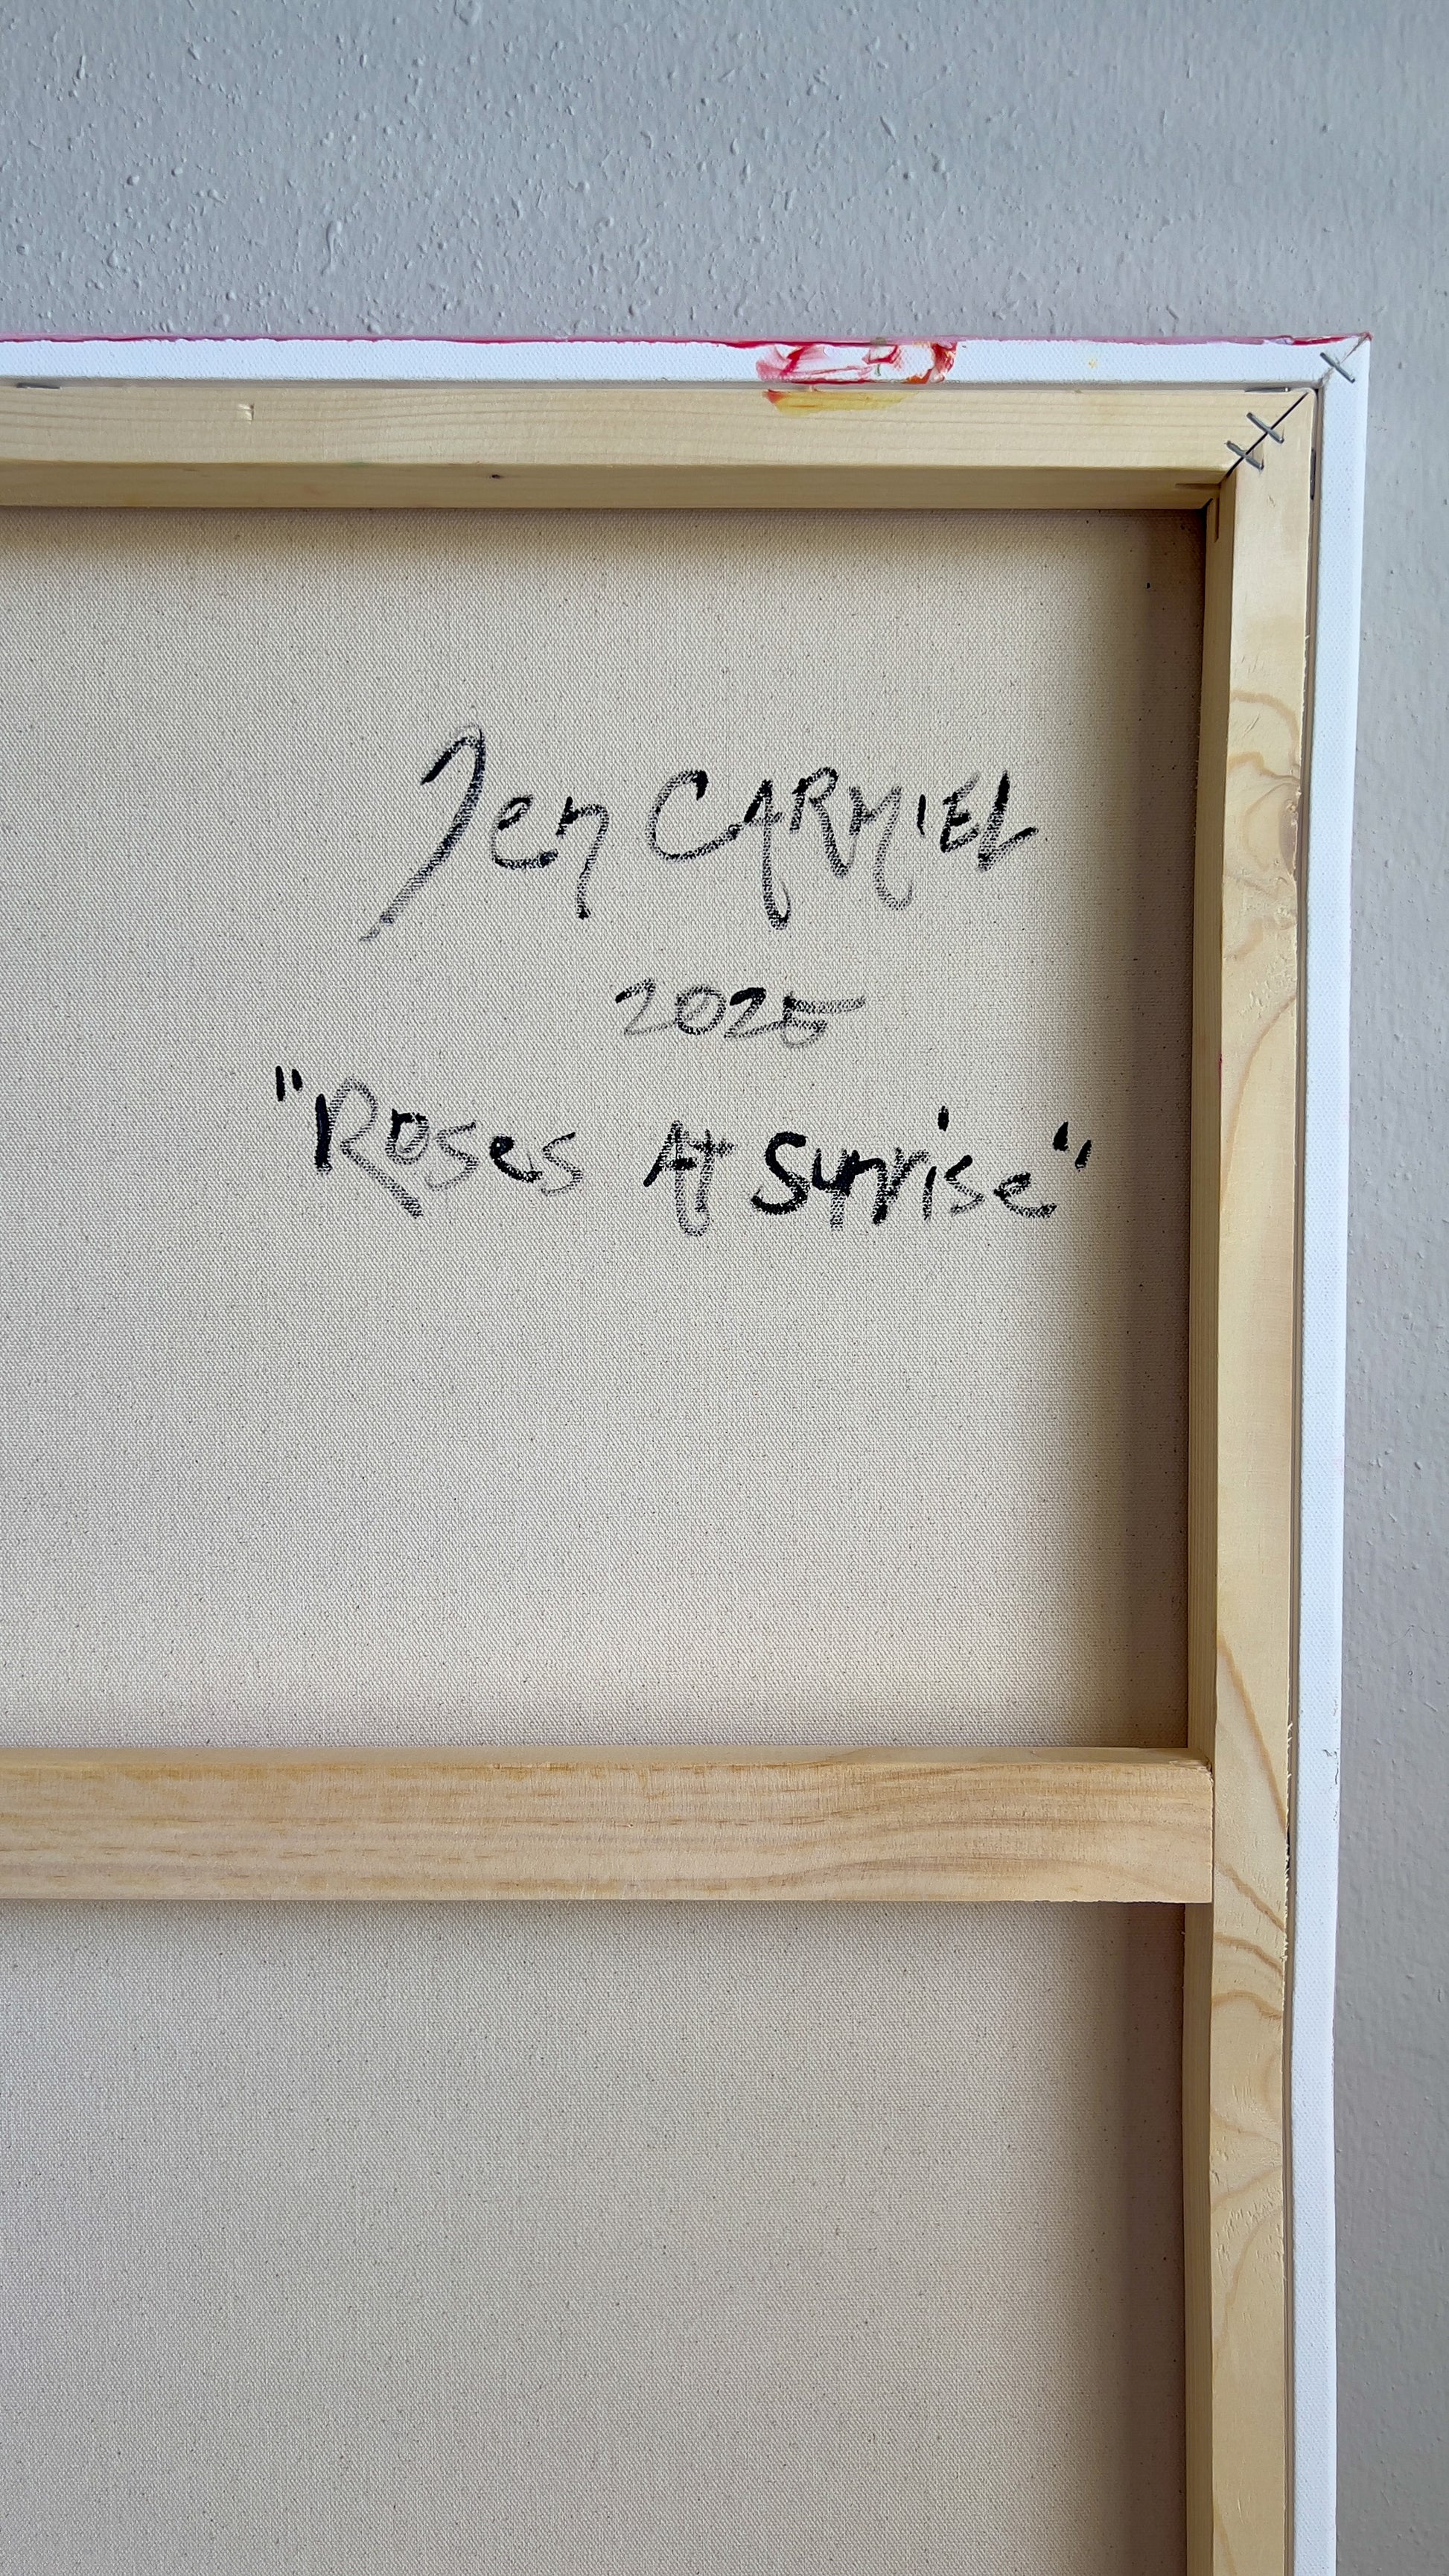 Jen CARMIEL
2025
"Roses At Sunrise"